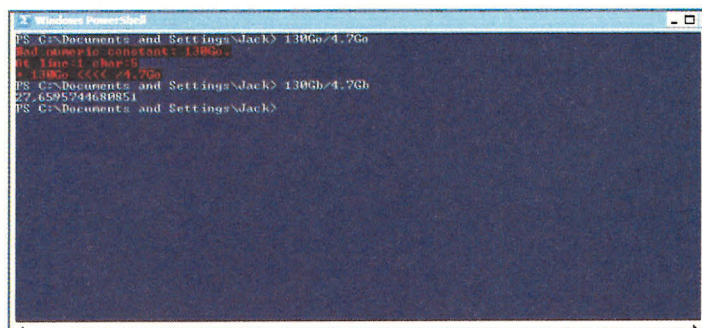 Windows PowerShell
PS C:\Documents and Settings\Jack> 130Go/4.7Go
Bad numeric constant: 130Go.
At line:1 char:5
+ 130Go <<<< /4.7Go
PS C:\Documents and Settings\Jack> 130Gb/4.7Gb
27,6595744680851
PS C:\Documents and Settings\Jack>